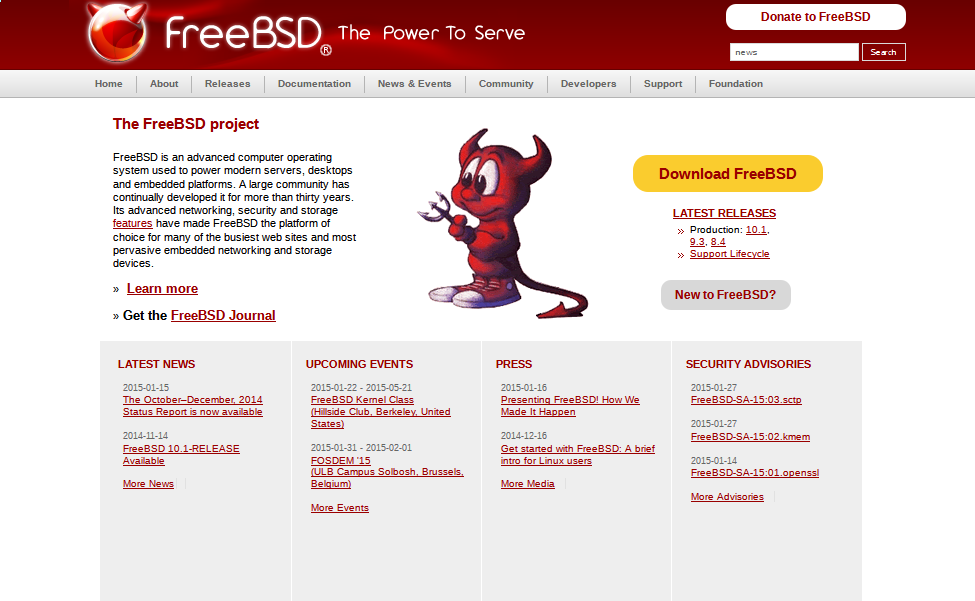 FreeBSD® The Power To Serve
Donate to FreeBSD
news Search
Home About Releases Documentation News & Events Community Developers Support Foundation
The FreeBSD project
FreeBSD is an advanced computer operating
system used to power modern servers, desktops
and embedded platforms. A large community has
continually developed it for more than thirty years.
Its advanced networking, security and storage
features have made FreeBSD the platform of
choice for many of the busiest web sites and most
pervasive embedded networking and storage
devices.
» Learn more
» Get the FreeBSD Journal
Download FreeBSD
LATEST RELEASES
Production: 10.1,
9.3, 8.4
Support Lifecycle
New to FreeBSD?
LATEST NEWS
2015-01-15
The October–December, 2014
Status Report is now available
2014-11-14
FreeBSD 10.1-RELEASE
Available
More News
UPCOMING EVENTS
2015-01-22 - 2015-05-21
FreeBSD Kernel Class
(Hillside Club, Berkeley, United
States)
2015-01-31 - 2015-02-01
FOSDEM '15
(ULB Campus Solbosh, Brussels,
Belgium)
More Events
PRESS
2015-01-16
Presenting FreeBSD! How We
Made It Happen
2014-12-16
Get started with FreeBSD: A brief
intro for Linux users
More Media
SECURITY ADVISORIES
2015-01-27
FreeBSD-SA-15:03.sctp
2015-01-27
FreeBSD-SA-15:02.kmem
2015-01-14
FreeBSD-SA-15:01.openssl
More Advisories